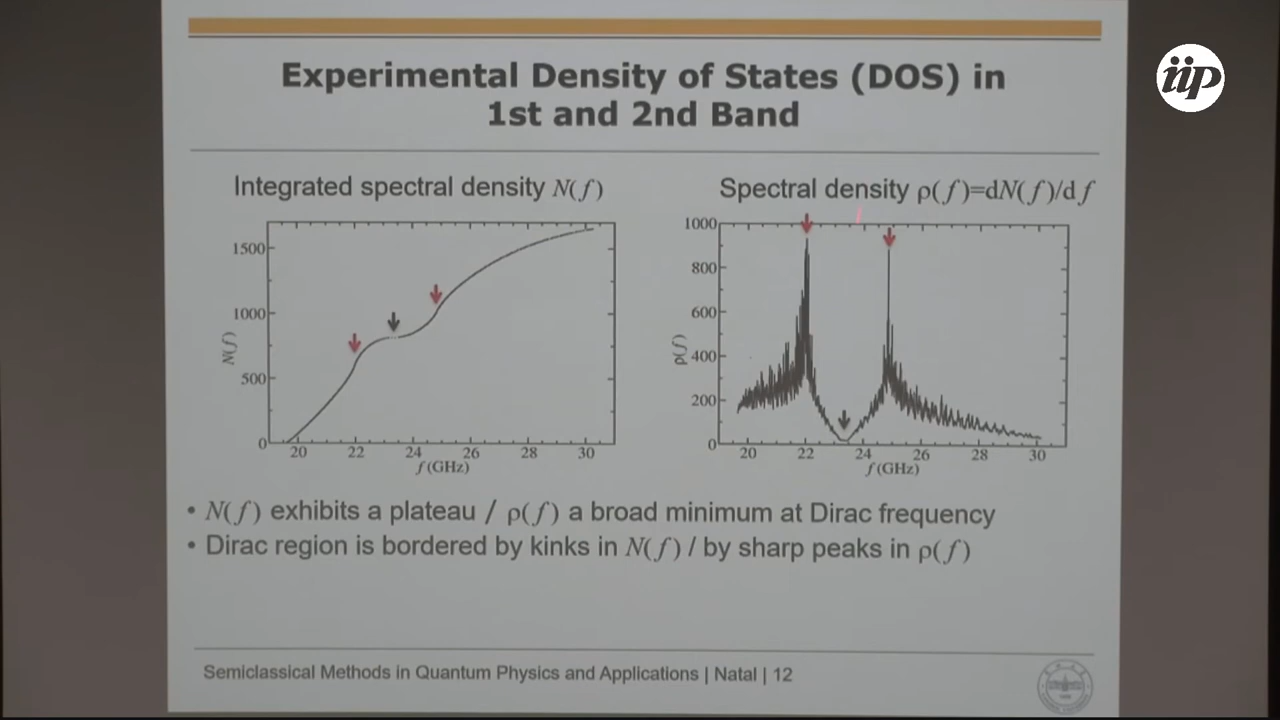 iip
Experimental Density of States (DOS) in
1st and 2nd Band
Integrated spectral density N(f)
Spectral density ρ(f)=dN(f)/df
1500
1000
500
0
N(f)
20 22 24 26 28 30
f (GHz)
1000
800
600
400
200
0
ρ(f)
20 22 24 26 28 30
f (GHz)
• N(f) exhibits a plateau / ρ(f) a broad minimum at Dirac frequency
• Dirac region is bordered by kinks in N(f) / by sharp peaks in ρ(f)
Semiclassical Methods in Quantum Physics and Applications | Natal | 12